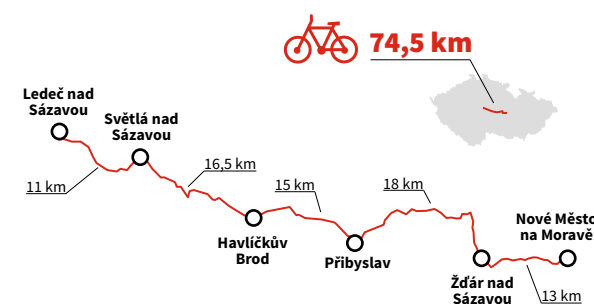 74,5 km
Ledeč nad
Sázavou
Světlá nad
Sázavou
11 km
16,5 km
15 km
18 km
Havlíčkův
Brod
Přibyslav
Nové Město
na Moravě
Žďár nad
Sázavou
13 km